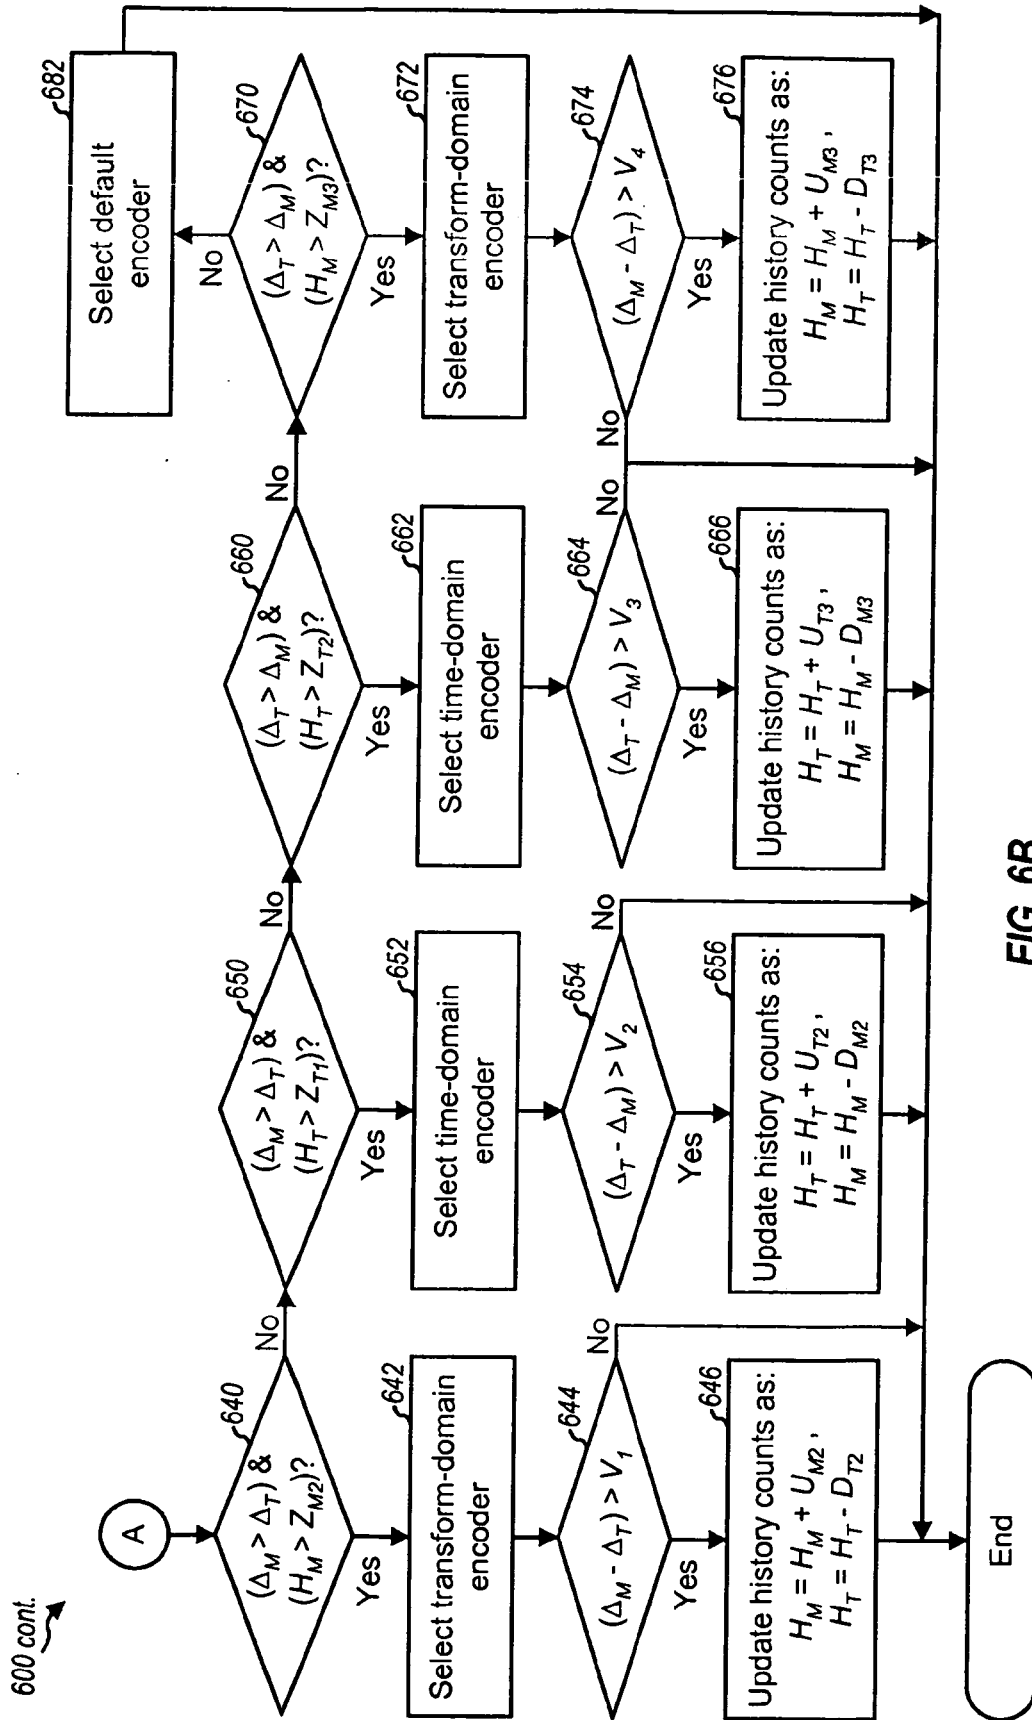 600 cont.
A
640
(Δ_M > Δ_T) &
(H_M > Z_M2)?
No
Yes
642
Select transform-domain
encoder
644
(Δ_M - Δ_T) > V_1
No
Yes
646
Update history counts as:
H_M = H_M + U_M2 ,
H_T = H_T - D_T2
End
650
(Δ_M > Δ_T) &
(H_T > Z_T1)?
No
Yes
652
Select time-domain
encoder
654
(Δ_T - Δ_M) > V_2
No
Yes
656
Update history counts as:
H_T = H_T + U_T2 ,
H_M = H_M - D_M2
660
(Δ_T > Δ_M) &
(H_T > Z_T2)?
No
Yes
662
Select time-domain
encoder
664
(Δ_T - Δ_M) > V_3
No
Yes
666
Update history counts as:
H_T = H_T + U_T3 ,
H_M = H_M - D_M3
682
Select default
encoder
670
(Δ_T > Δ_M) &
(H_M > Z_M3)?
No
Yes
672
Select transform-domain
encoder
674
(Δ_M - Δ_T) > V_4
No
Yes
676
Update history counts as:
H_M = H_M + U_M3 ,
H_T = H_T - D_T3
FIG. 6B